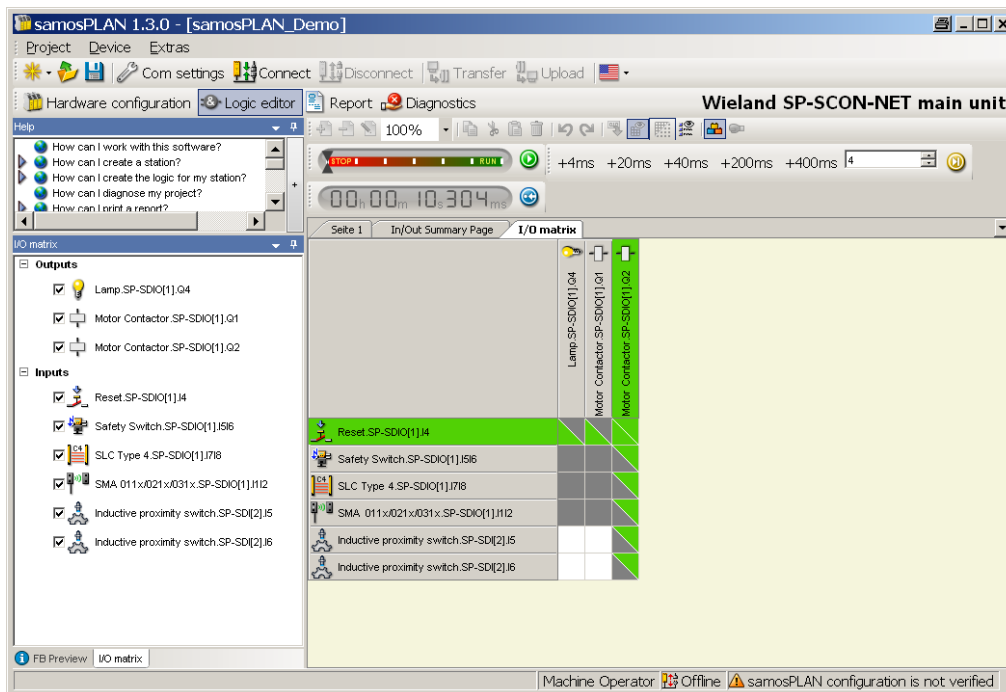 samosPLAN 1.3.0 - [samosPLAN_Demo]
Project Device Extras
Com settings Connect Disconnect Transfer Upload
Hardware configuration Logic editor Report Diagnostics Wieland SP-SCON-NET main unit
Help
How can I work with this software?
How can I create a station?
How can I create the logic for my station?
How can I diagnose my project?
How can I print a report?
100%
STOP RUN
+4ms +20ms +40ms +200ms +400ms 4
00h 00m 10s 304ms
Seite 1 In/Out Summary Page I/O matrix
I/O matrix
Outputs
Lamp.SP-SDIO[1].Q4
Motor Contactor.SP-SDIO[1].Q1
Motor Contactor.SP-SDIO[1].Q2
Inputs
Reset.SP-SDIO[1].I4
Safety Switch.SP-SDIO[1].I5I6
C4 SLC Type 4.SP-SDIO[1].I7I8
SMA 011x/021x/031x.SP-SDIO[1].I1I2
Inductive proximity switch.SP-SDI[2].I5
Inductive proximity switch.SP-SDI[2].I6
Lamp.SP-SDIO[1].Q4
Motor Contactor.SP-SDIO[1].Q1
Motor Contactor.SP-SDIO[1].Q2
Reset.SP-SDIO[1].I4
Safety Switch.SP-SDIO[1].I5I6
C4 SLC Type 4.SP-SDIO[1].I7I8
SMA 011x/021x/031x.SP-SDIO[1].I1I2
Inductive proximity switch.SP-SDI[2].I5
Inductive proximity switch.SP-SDI[2].I6
FB Preview I/O matrix
Machine Operator Offline samosPLAN configuration is not verified